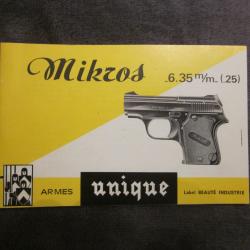 Mikros
6.35 m/m. (.25)
ARMES
unique
Label BEAUTÉ INDUSTRIE